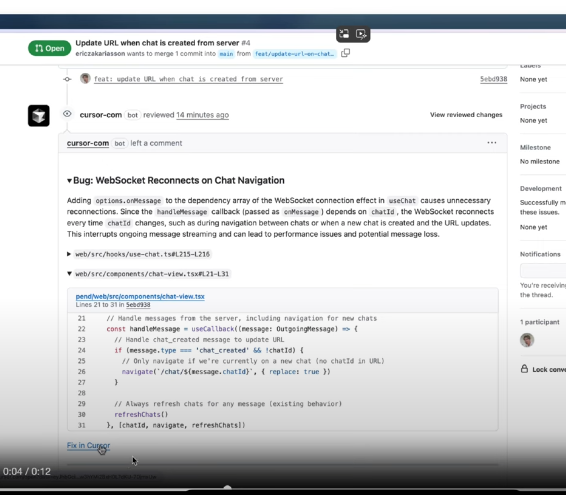 Open
Update URL when chat is created from server #4
ericzakariasson wants to merge 1 commit into main from feat/update-url-on-chat…
Labels
None yet
feat: update URL when chat is created from server
5ebd938
cursor-com bot reviewed 14 minutes ago
View reviewed changes
Projects
None yet
cursor-com bot left a comment
Milestone
No milestone
▾Bug: WebSocket Reconnects on Chat Navigation
Adding options.onMessage to the dependency array of the WebSocket connection effect in useChat causes unnecessary
reconnections. Since the handleMessage callback (passed as onMessage) depends on chatId, the WebSocket reconnects
every time chatId changes, such as during navigation between chats or when a new chat is created and the URL updates.
This interrupts ongoing message streaming and can lead to performance issues and potential message loss.
Development
Successfully m
these issues.
None yet
▶ web/src/hooks/use-chat.ts#L215-L216
▼ web/src/components/chat-view.tsx#L21-L31
Notifications
You're receiving
the thread.
pend/web/src/components/chat-view.tsx
Lines 21 to 31 in 5ebd938
21 // Handle messages from the server, including navigation for new chats
22 const handleMessage = useCallback((message: OutgoingMessage) => {
23 // Handle chat_created message to update URL
24 if (message.type === 'chat_created' && !chatId) {
25 // Only navigate if we're currently on a new chat (no chatId in URL)
26 navigate(`/chat/${message.chatId}`, { replace: true })
27 }
28
29 // Always refresh chats for any message (existing behavior)
30 refreshChats()
31 }, [chatId, navigate, refreshChats])
1 participant
Lock conve
Fix in Cursor
0:04 / 0:12